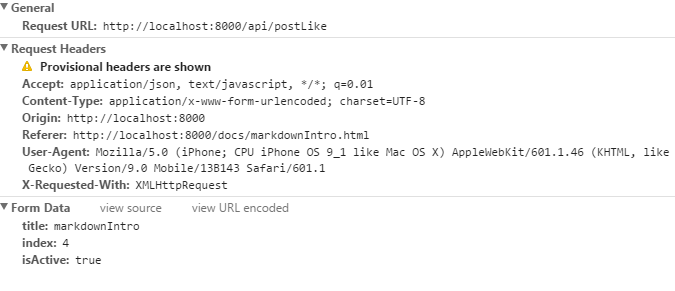 General
Request URL: http://localhost:8000/api/postLike
Request Headers
Provisional headers are shown
Accept: application/json, text/javascript, */*; q=0.01
Content-Type: application/x-www-form-urlencoded; charset=UTF-8
Origin: http://localhost:8000
Referer: http://localhost:8000/docs/markdownIntro.html
User-Agent: Mozilla/5.0 (iPhone; CPU iPhone OS 9_1 like Mac OS X) AppleWebKit/601.1.46 (KHTML, like
Gecko) Version/9.0 Mobile/13B143 Safari/601.1
X-Requested-With: XMLHttpRequest
Form Data view source view URL encoded
title: markdownIntro
index: 4
isActive: true